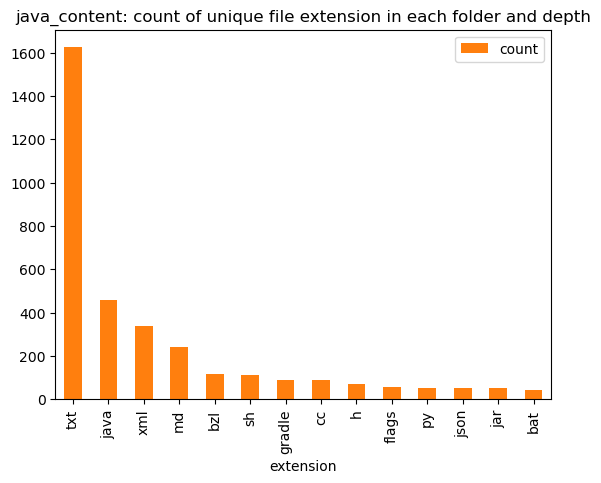 java_content: count of unique file extension in each folder and depth
count
1600
1400
1200
1000
800
600
400
200
0
txt
java
xml
md
bzl
sh
gradle
cc
h
flags
py
json
jar
bat
extension